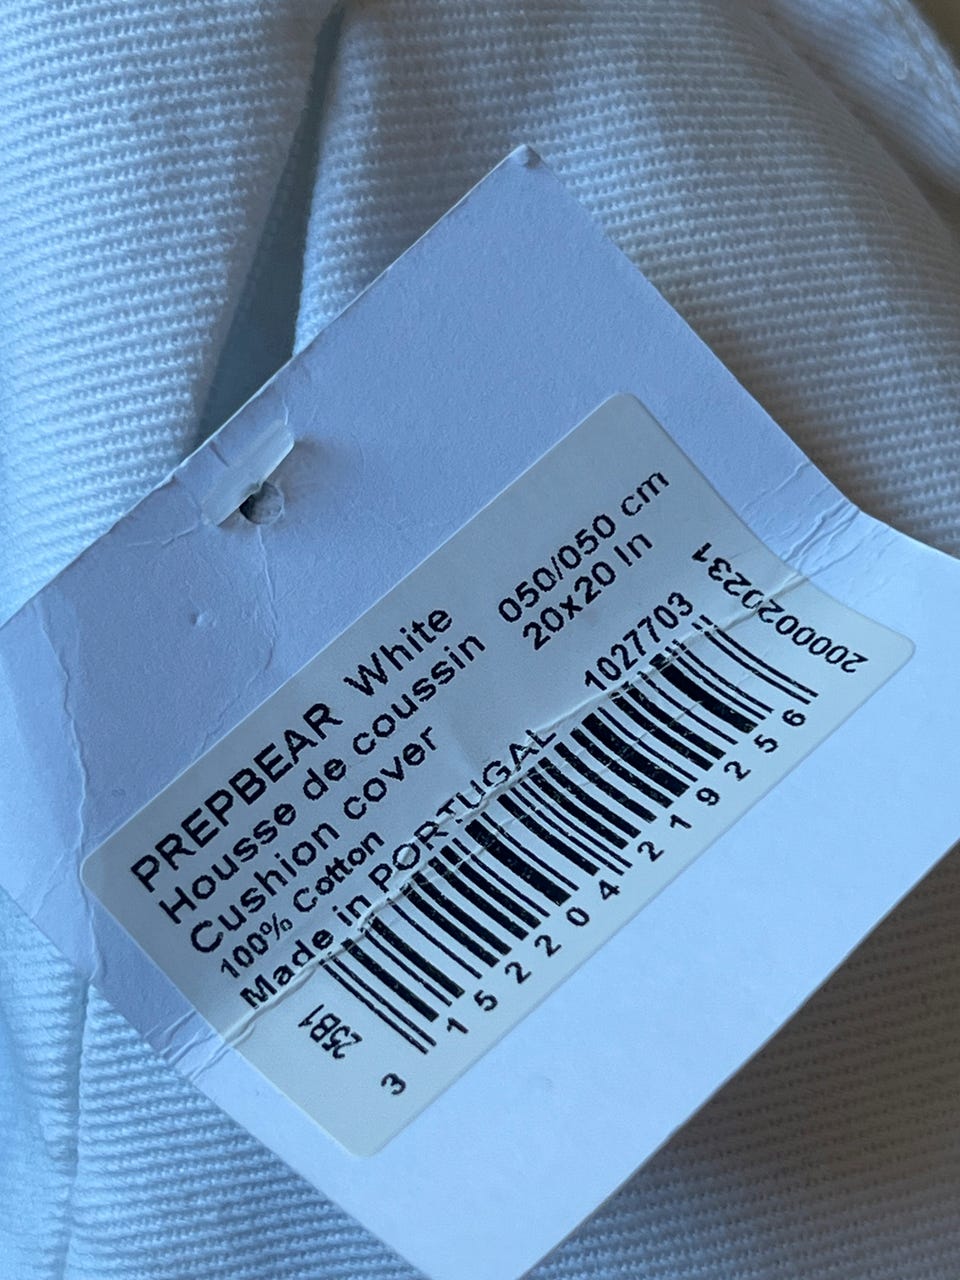 PREPBEAR White
Housse de coussin 050/050 cm
Cushion cover 20x20 In
100% Cotton
Made in PORTUGAL 1027703
25B1
2000020231
3 152204 219256